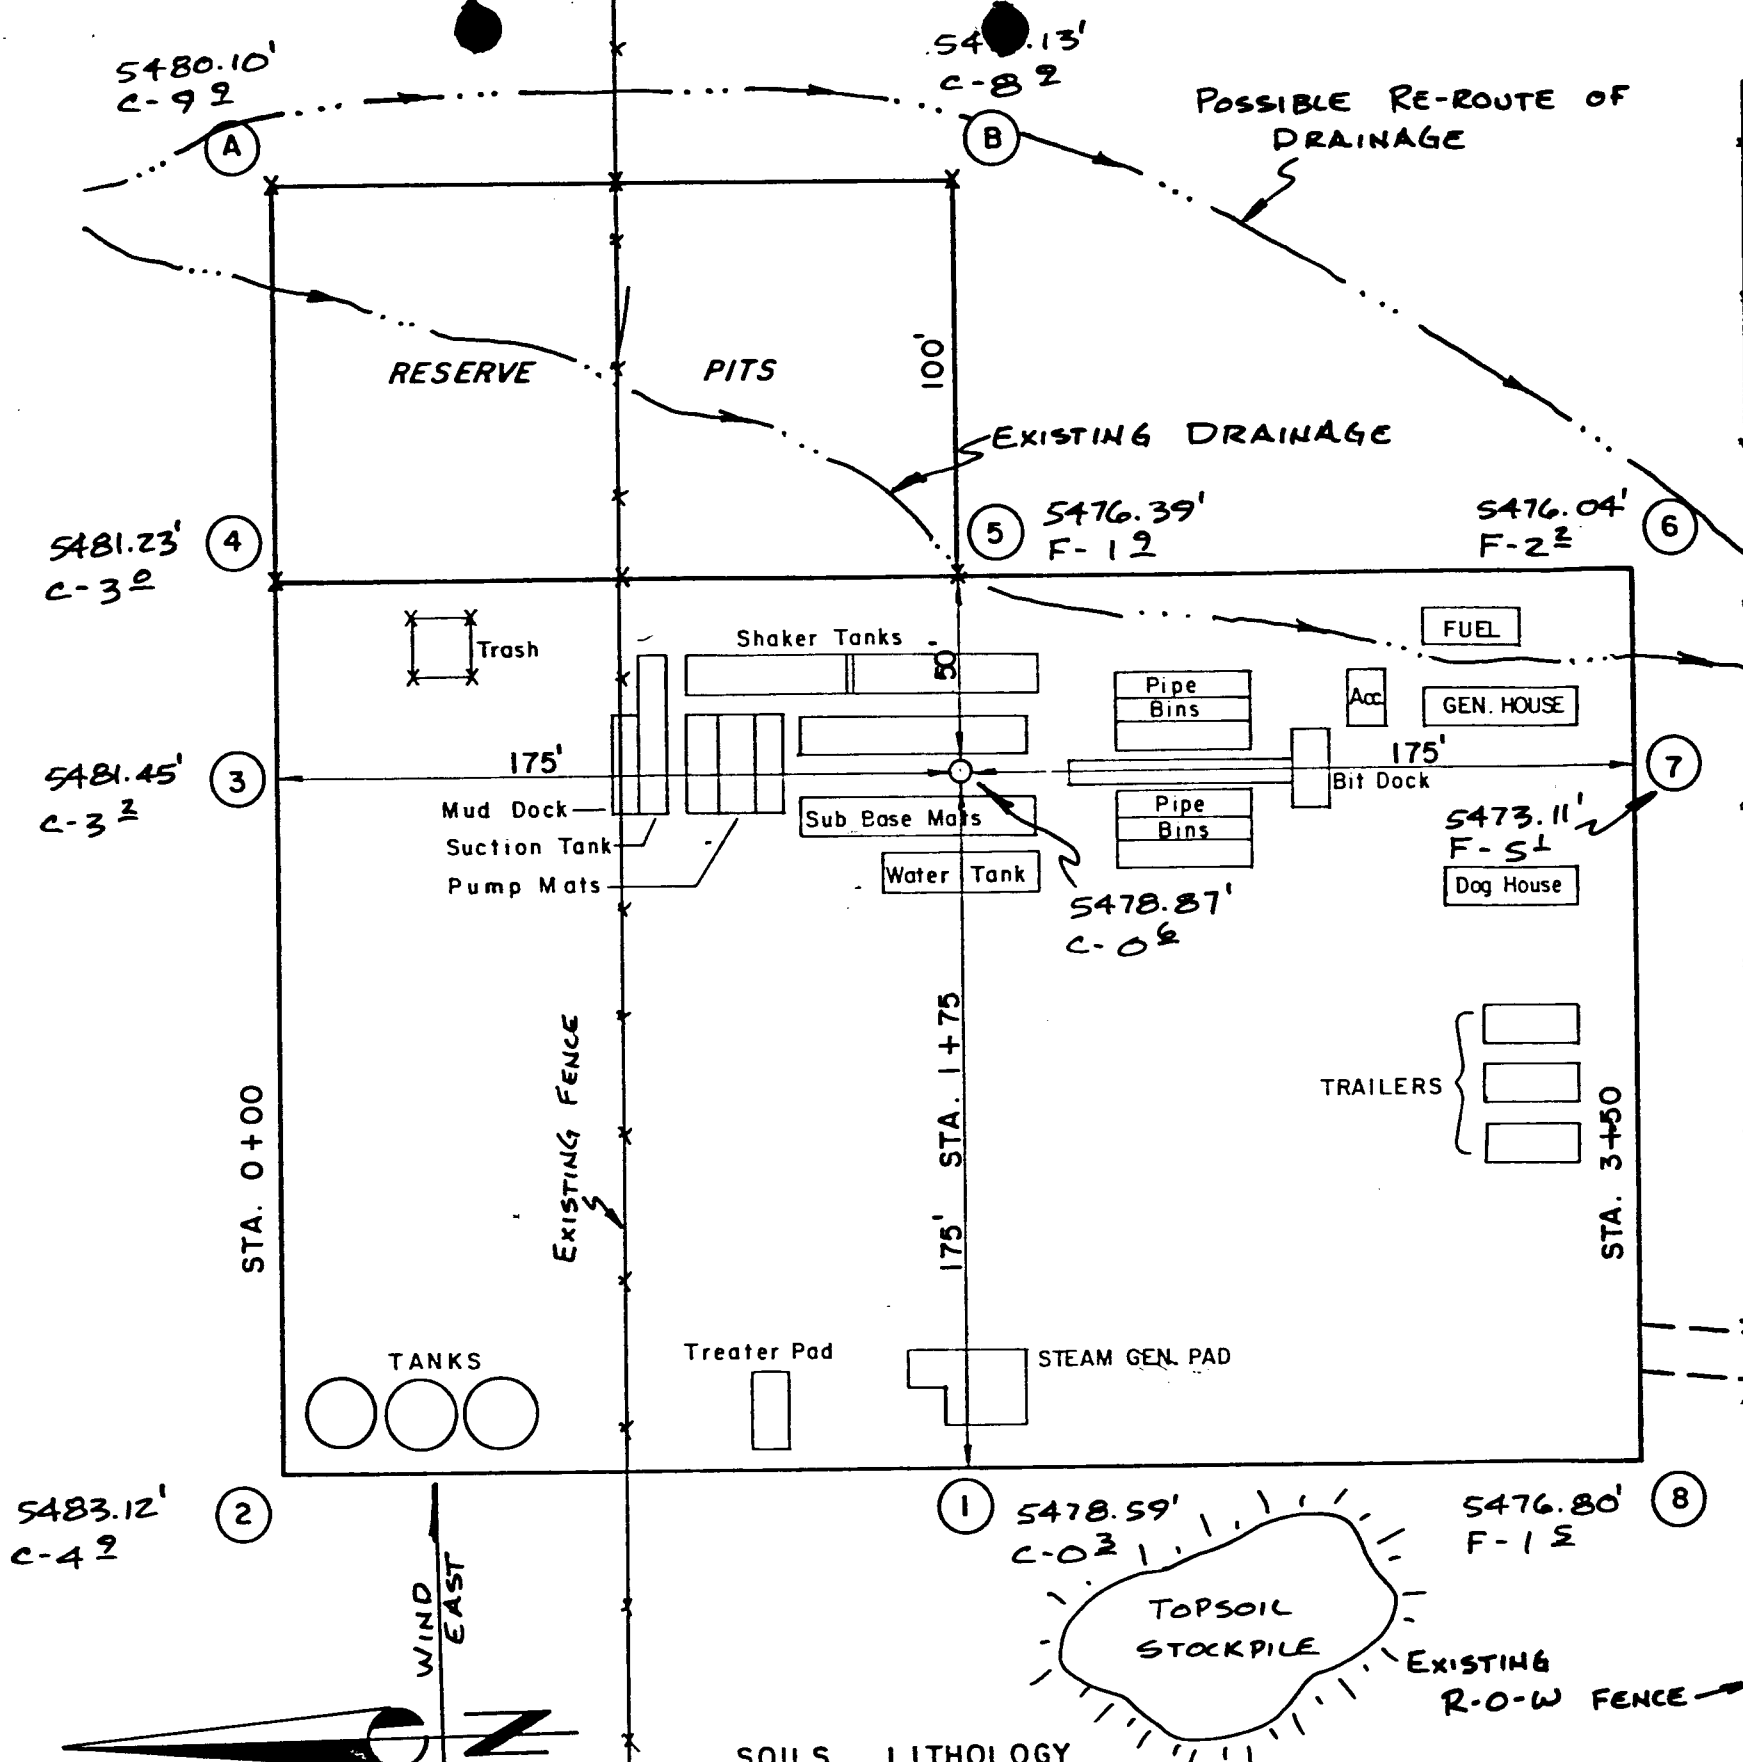 5480.10'
C-9 9
54 .13'
C-8 9
POSSIBLE RE-ROUTE OF
DRAINAGE
A
B
RESERVE PITS
100'
EXISTING DRAINAGE
5481.23'
C-3 0
4
5
5476.39'
F-1 9
5476.04'
F-2 2
6
Trash
Shaker Tanks
50'
FUEL
Pipe
Bins
Acc
GEN. HOUSE
5481.45'
C-3 2
3
175'
175'
7
Bit Dock
Mud Dock
Suction Tank
Pump Mats
Sub Base Mats
Pipe
Bins
5473.11'
F-5 1
Water Tank
Dog House
5478.87'
C-0 6
STA. 0+00
EXISTING FENCE
175' STA. 1+75
TRAILERS
STA. 3+50
TANKS
Treater Pad
STEAM GEN. PAD
5483.12'
C-4 9
2
1
5478.59'
C-0 3
5476.80'
F-1 5
8
WIND
EAST
TOPSOIL
STOCKPILE
EXISTING
R-O-W FENCE
N
SOILS LITHOLOGY